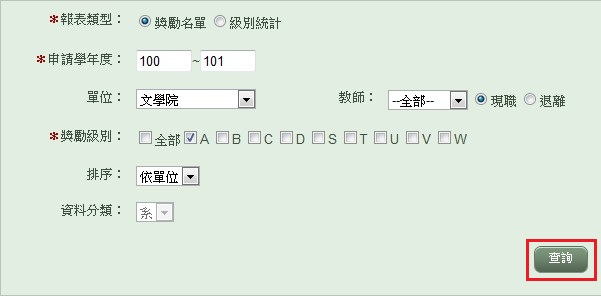 *報表類型： 獎勵名單 級別統計
*申請學年度： 100 ~ 101
單位： 文學院 教師： --全部-- 現職 退離
*獎勵級別： 全部 A B C D S T U V W
排序： 依單位
資料分類： 系
查詢